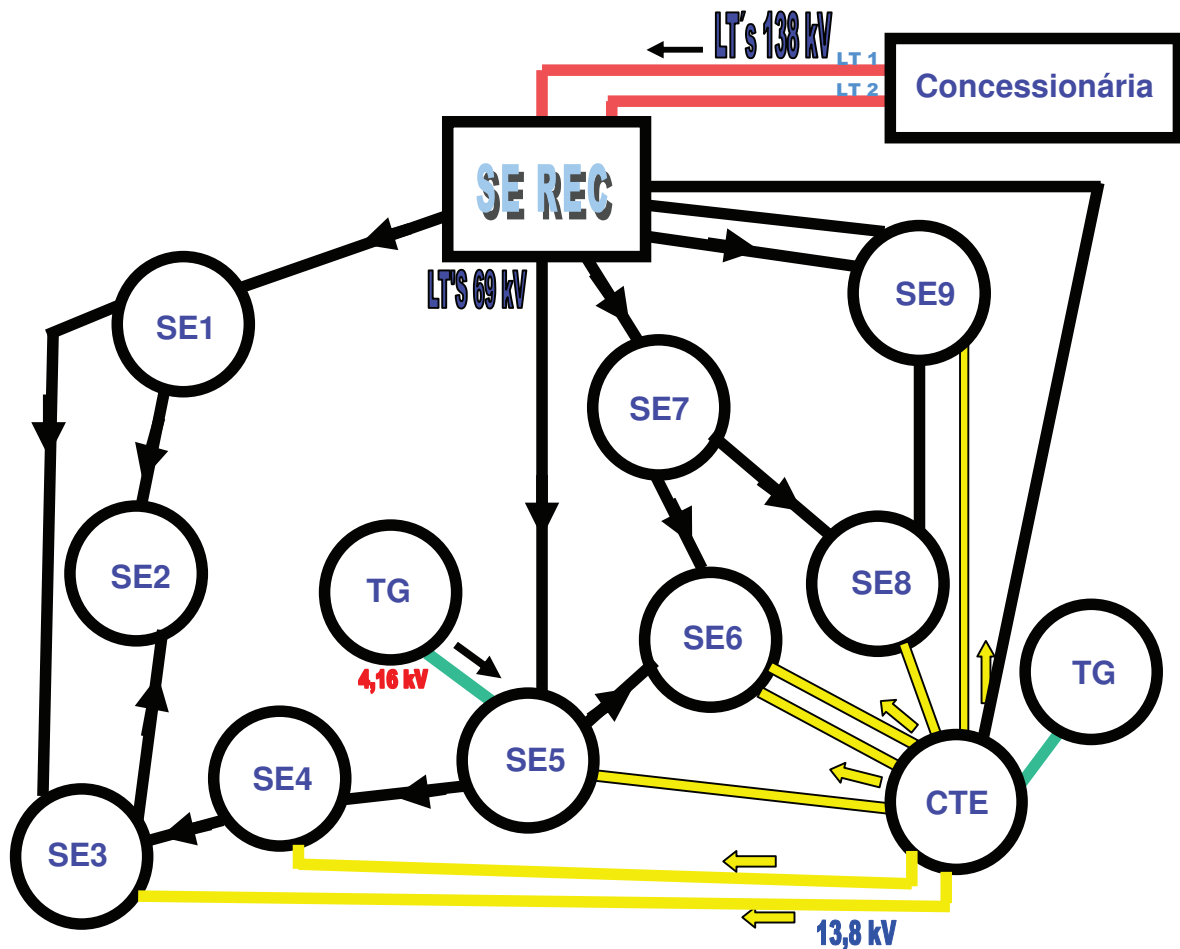 LT´s 138 kV
LT 1
LT 2
Concessionária
SE REC
LT'S 69 kV
SE1
SE9
SE7
SE2
TG
4,16 kV
SE8
SE6
TG
SE5
SE4
CTE
SE3
13,8 kV